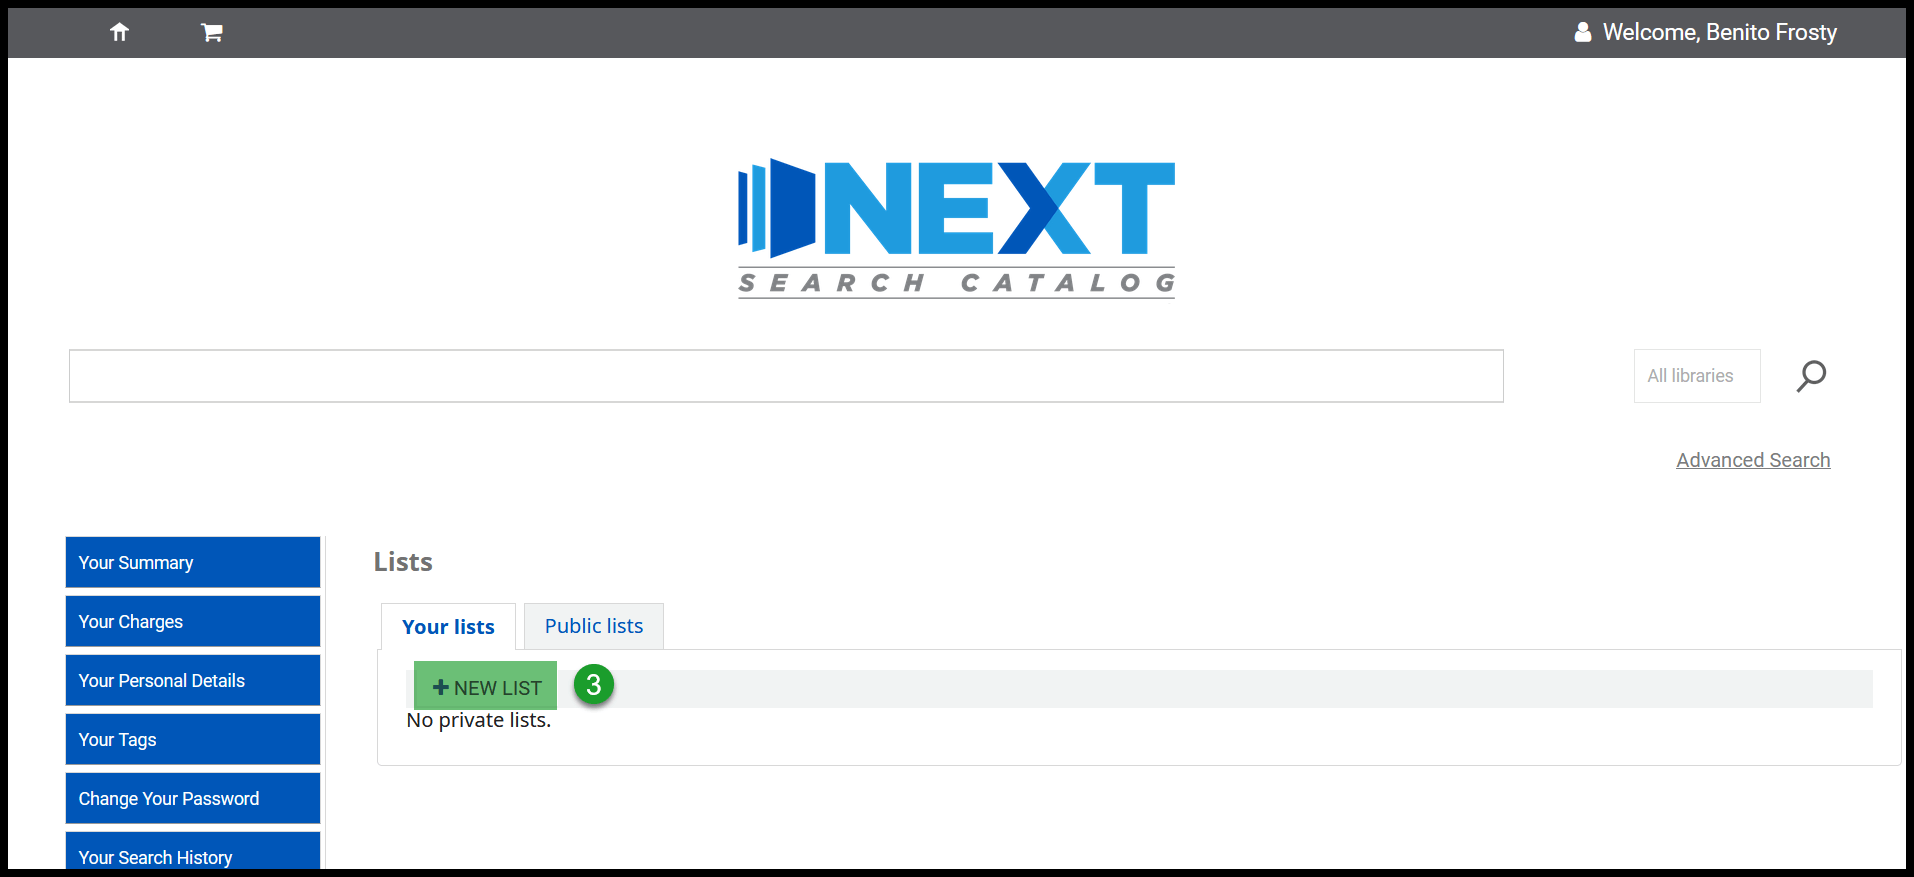 Welcome, Benito Frosty
NEXT
SEARCH CATALOG
All libraries
Advanced Search
Your Summary
Your Charges
Your Personal Details
Your Tags
Change Your Password
Your Search History
Lists
Your lists
Public lists
NEW LIST
3
No private lists.